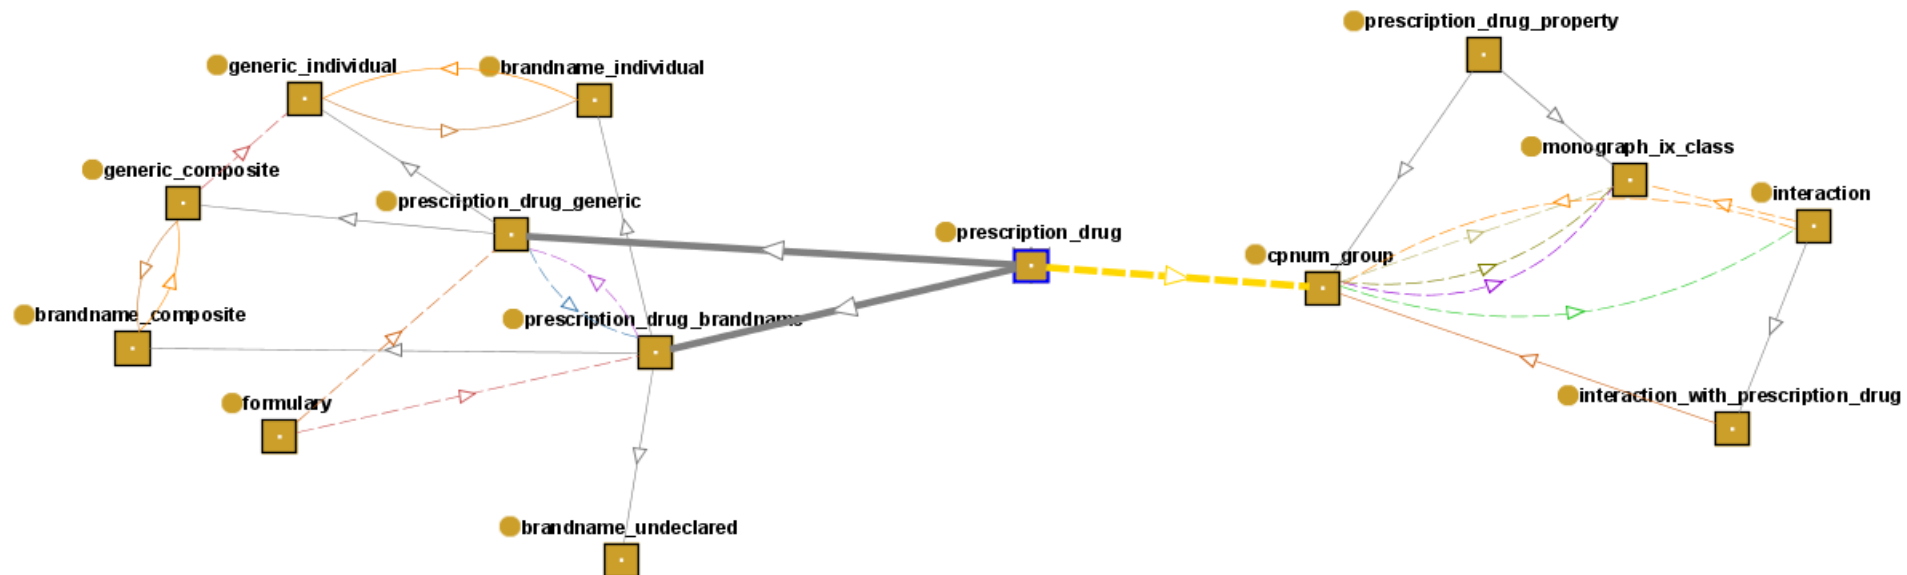 prescription_drug_property
generic_individual
brandname_individual
monograph_ix_class
generic_composite
interaction
prescription_drug_generic
prescription_drug
cpnum_group
brandname_composite
prescription_drug_brandname
interaction_with_prescription_drug
formulary
brandname_undeclared